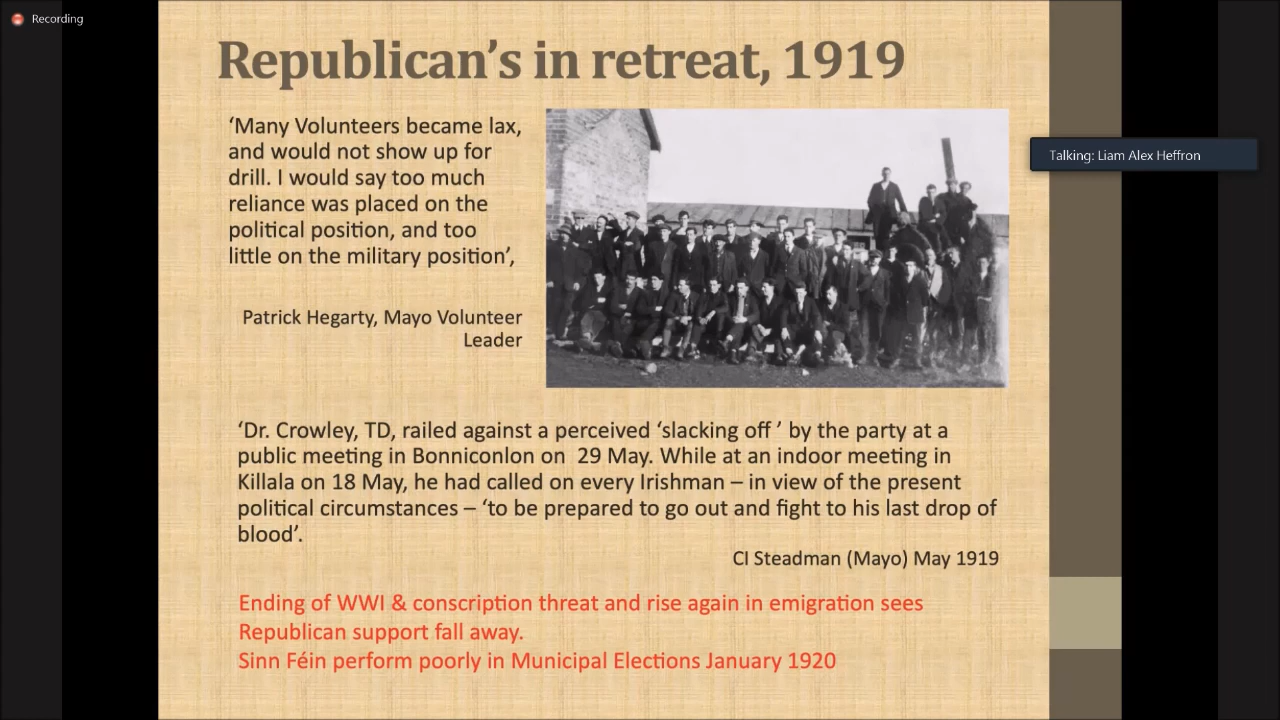 Recording
Republican's in retreat, 1919
‘Many Volunteers became lax,
and would not show up for
drill. I would say too much
reliance was placed on the
political position, and too
little on the military position’,
Patrick Hegarty, Mayo Volunteer
Leader
Talking: Liam Alex Heffron
‘Dr. Crowley, TD, railed against a perceived ‘slacking off ’ by the party at a
public meeting in Bonniconlon on  29 May. While at an indoor meeting in
Killala on 18 May, he had called on every Irishman – in view of the present
political circumstances – ‘to be prepared to go out and fight to his last drop of
blood’.
CI Steadman (Mayo) May 1919
Ending of WWI & conscription threat and rise again in emigration sees
Republican support fall away.
Sinn Féin perform poorly in Municipal Elections January 1920